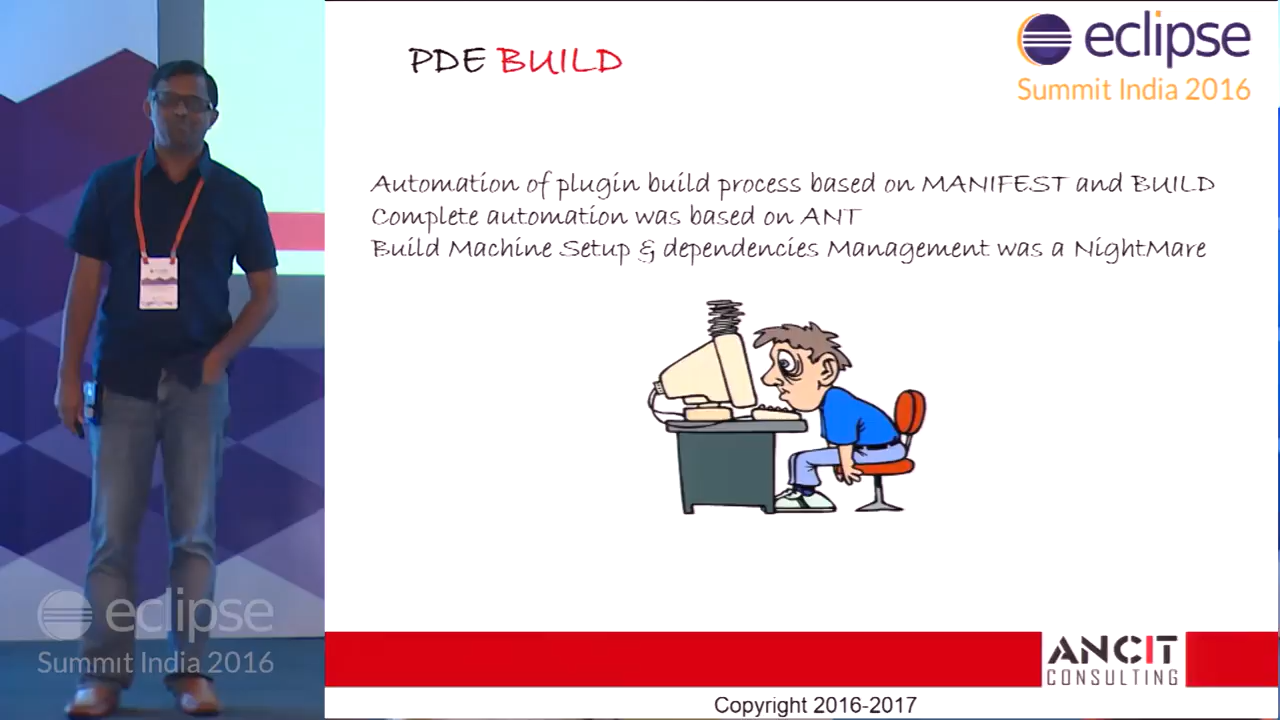 PDE BUILD
eclipse
Summit India 2016
Automation of plugin build process based on MANIFEST and BUILD
Complete automation was based on ANT
Build Machine Setup & dependencies Management was a NightMare
eclipse
Summit India 2016
ANCIT
CONSULTING
Copyright 2016-2017